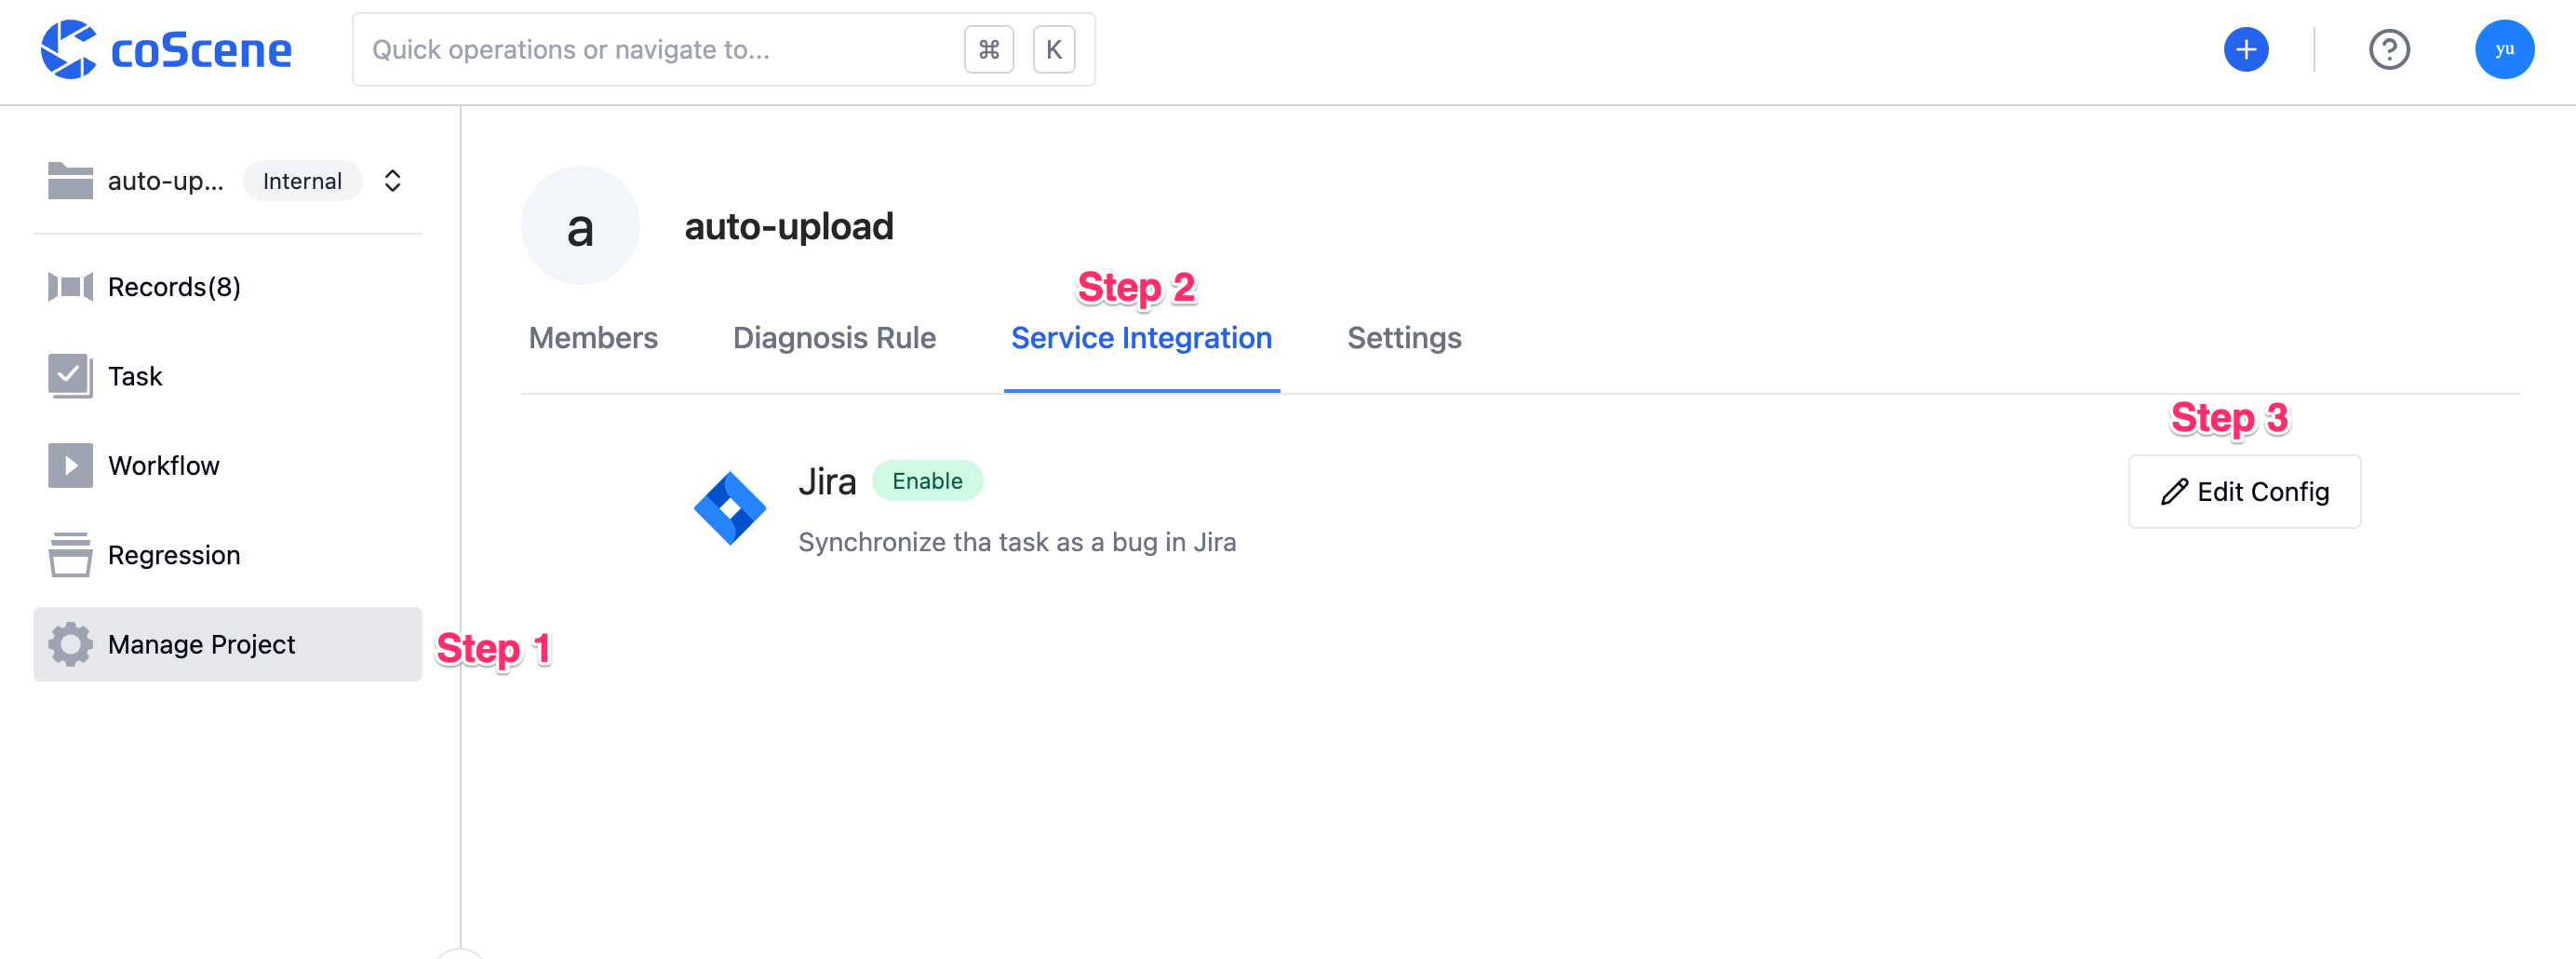 coScene
Quick operations or navigate to...
⌘ K
yu
auto-up... Internal
Records(8)
Task
Workflow
Regression
Manage Project
Step 1
a
auto-upload
Step 2
Members Diagnosis Rule Service Integration Settings
Step 3
Jira Enable
Synchronize tha task as a bug in Jira
Edit Config